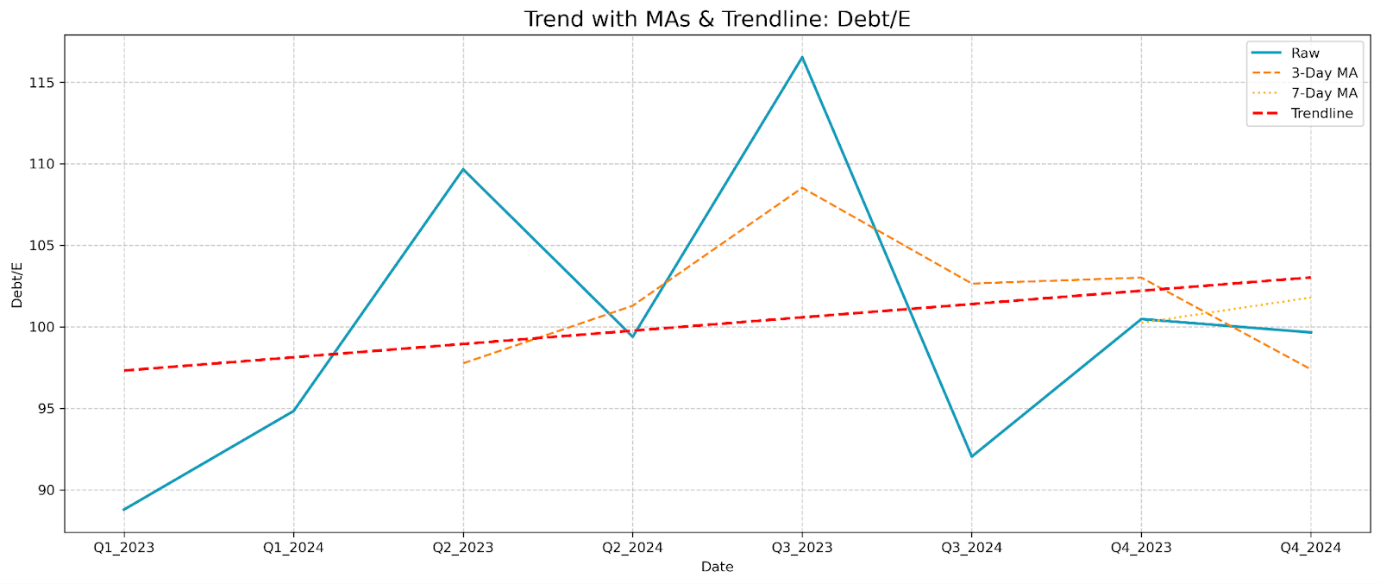 Trend with MAs & Trendline: Debt/E
Raw
3-Day MA
7-Day MA
Trendline
Debt/E
115
110
105
100
95
90
Q1_2023 Q1_2024 Q2_2023 Q2_2024 Q3_2023 Q3_2024 Q4_2023 Q4_2024
Date